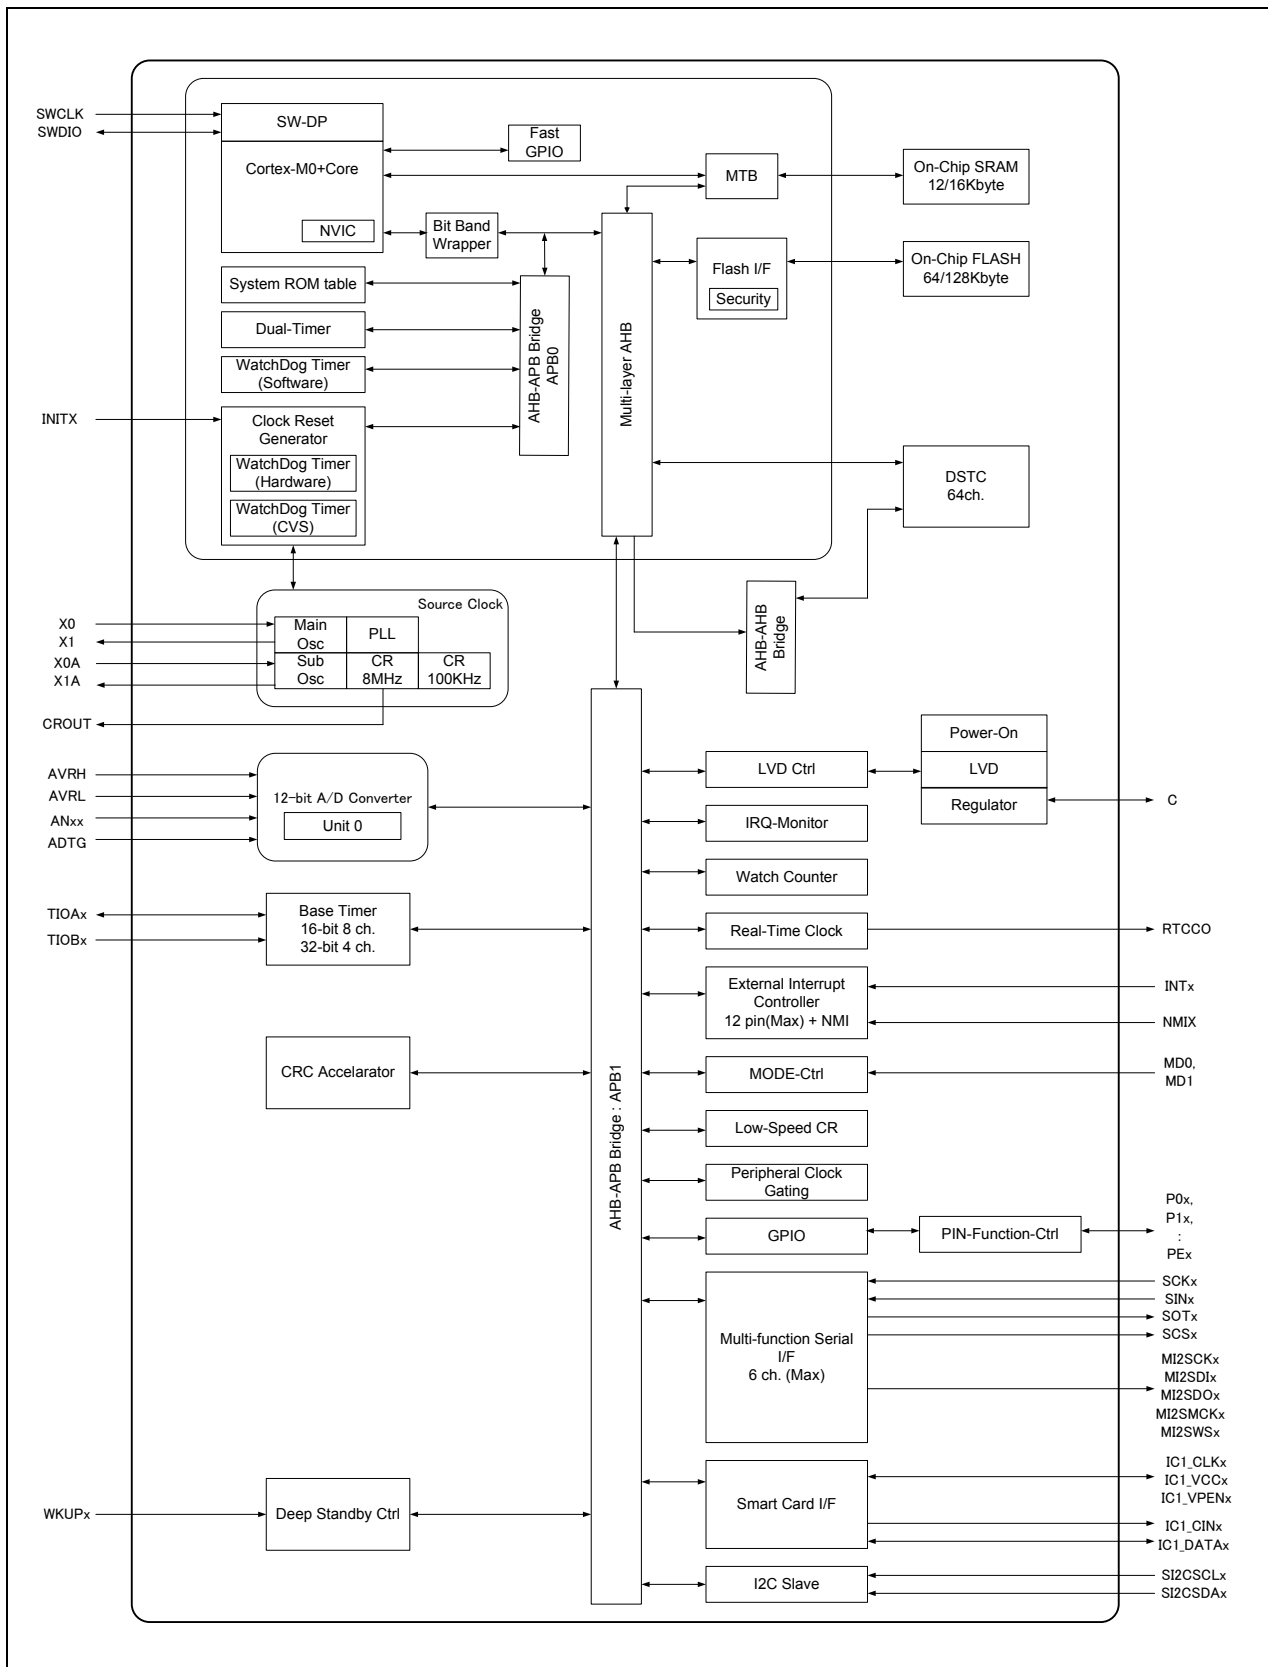 SWCLK
SWDIO
SW-DP
Cortex-M0+Core
NVIC
Fast
GPIO
Bit Band
Wrapper
MTB
On-Chip SRAM
12/16Kbyte
Flash I/F
Security
On-Chip FLASH
64/128Kbyte
System ROM table
Dual-Timer
WatchDog Timer
(Software)
AHB-APB Bridge
APB0
Multi-layer AHB
INITX
Clock Reset
Generator
WatchDog Timer
(Hardware)
WatchDog Timer
(CVS)
DSTC
64ch.
AHB-AHB
Bridge
Source Clock
X0
X1
X0A
X1A
Main
Osc
PLL
Sub
Osc
CR
8MHz
CR
100KHz
CROUT
AVRH
AVRL
ANxx
ADTG
12-bit A/D Converter
Unit 0
TIOAx
TIOBx
Base Timer
16-bit 8 ch.
32-bit 4 ch.
CRC Accelarator
WKUPx
Deep Standby Ctrl
AHB-APB Bridge : APB1
LVD Ctrl
Power-On
LVD
Regulator
C
IRQ-Monitor
Watch Counter
Real-Time Clock
RTCCO
External Interrupt
Controller
12 pin(Max) + NMI
INTx
NMIX
MODE-Ctrl
MD0,
MD1
Low-Speed CR
Peripheral Clock
Gating
GPIO
PIN-Function-Ctrl
P0x,
P1x,
:
PEx
Multi-function Serial
I/F
6 ch. (Max)
SCKx
SINx
SOTx
SCSx
MI2SCKx
MI2SDIx
MI2SDOx
MI2SMCKx
MI2SWSx
Smart Card I/F
IC1_CLKx
IC1_VCCx
IC1_VPENx
IC1_CINx
IC1_DATAx
I2C Slave
SI2CSCLx
SI2CSDAx